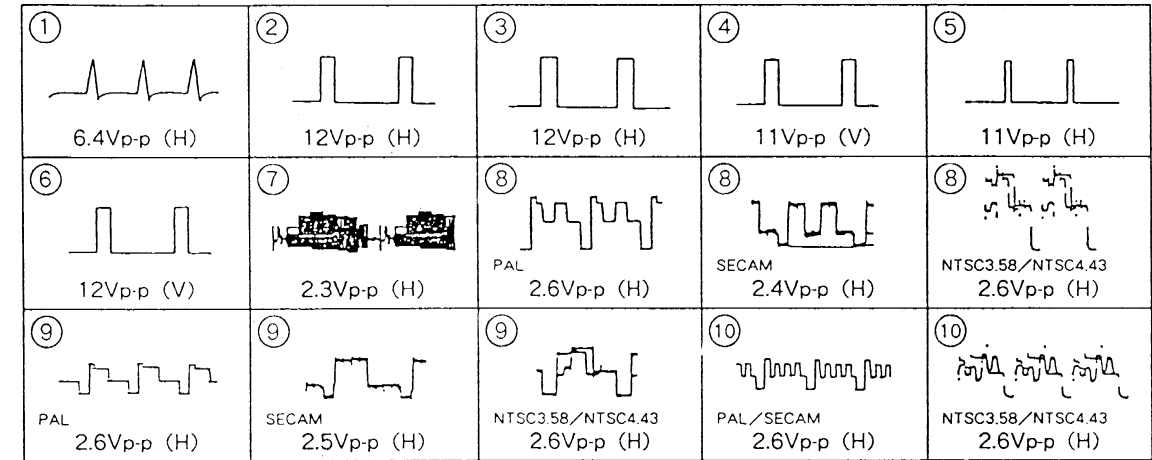 ① ② ③ ④ ⑤
6.4Vp-p (H) 12Vp-p (H) 12Vp-p (H) 11Vp-p (V) 11Vp-p (H)
⑥ ⑦ ⑧ ⑧ ⑧
PAL SECAM NTSC3.58/NTSC4.43
12Vp-p (V) 2.3Vp-p (H) 2.6Vp-p (H) 2.4Vp-p (H) 2.6Vp-p (H)
⑨ ⑨ ⑨ ⑩ ⑩
PAL SECAM NTSC3.58/NTSC4.43 PAL/SECAM NTSC3.58/NTSC4.43
2.6Vp-p (H) 2.5Vp-p (H) 2.6Vp-p (H) 2.6Vp-p (H) 2.6Vp-p (H)